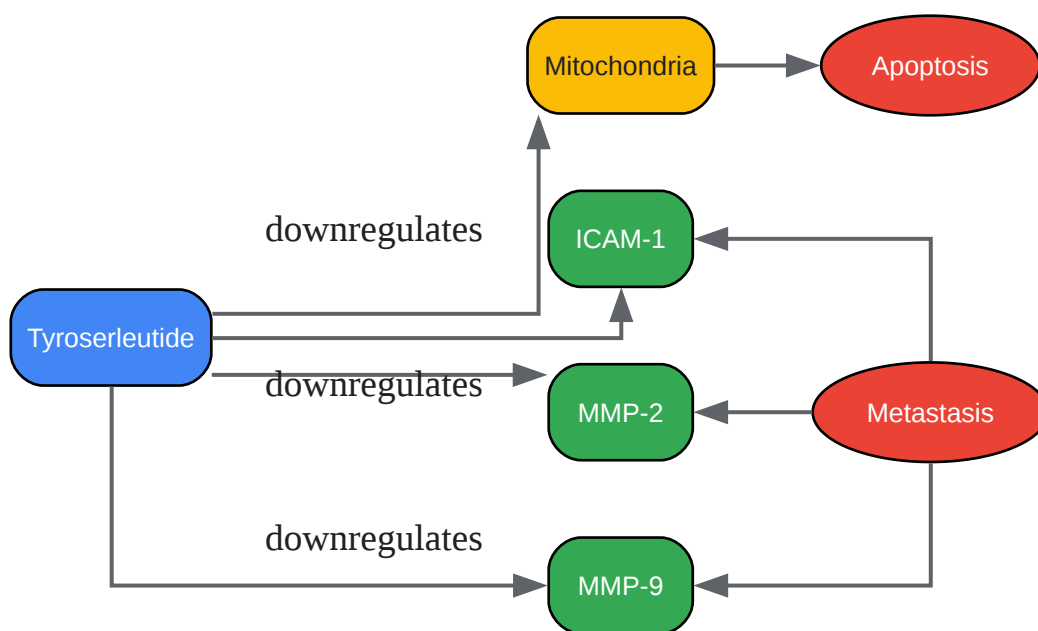 Mitochondria
Apoptosis
downregulates
ICAM-1
Tyroserleutide
downregulates
MMP-2
Metastasis
downregulates
MMP-9